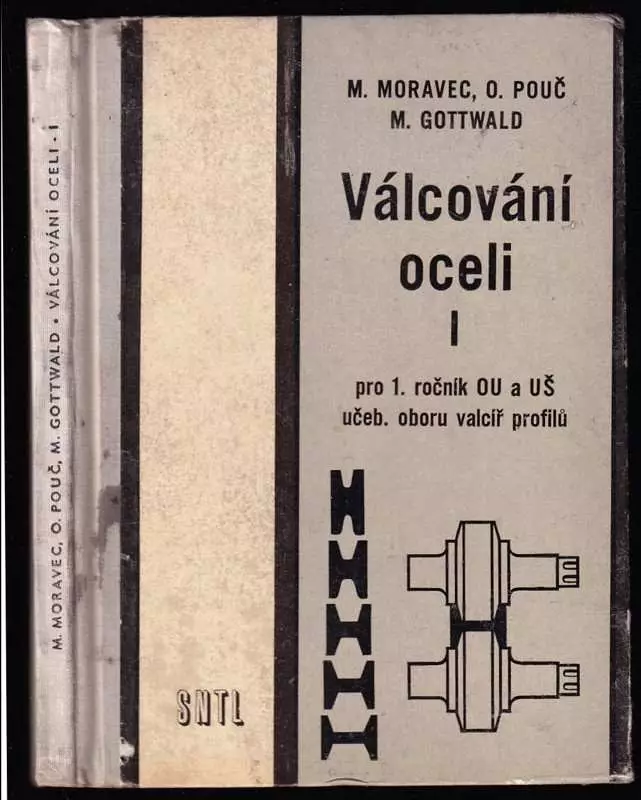 M. MORAVEC, O. POUČ, M. GOTTWALD • VÁLCOVÁNÍ OCELI - I
M. MORAVEC, O. POUČ
M. GOTTWALD
Válcování
oceli
I
pro 1. ročník OU a UŠ
učeb. oboru valcíř profilů
SNTL